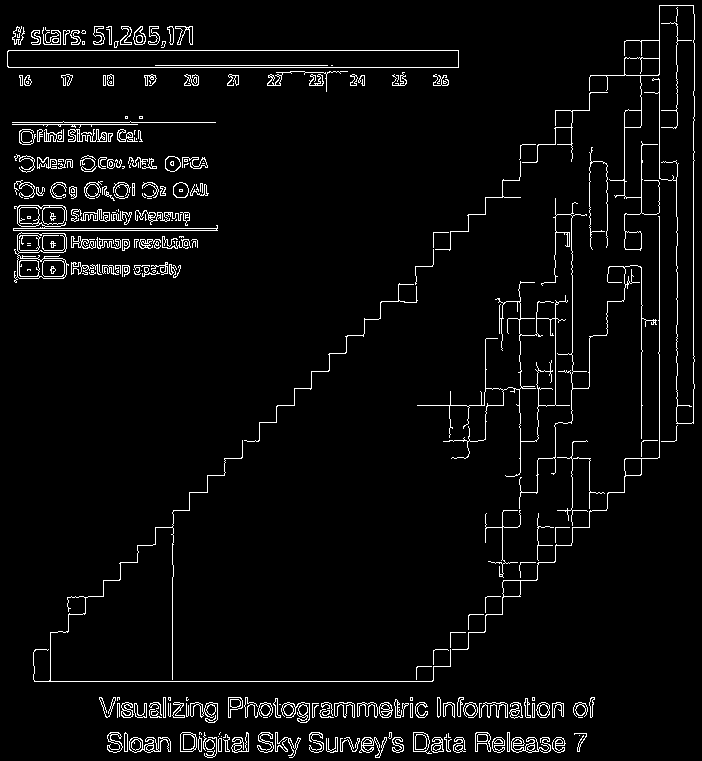 # stars: 51,265,171
16 17 18 19 20 21 22 23 24 25 26
Find Similar Cell
Mean Cov. Mat. PCA
u g r i z All
- + Similarity Measure
- + Heatmap resolution
- + Heatmap opacity
Visualizing Photogrammetric Information of
Sloan Digital Sky Survey's Data Release 7